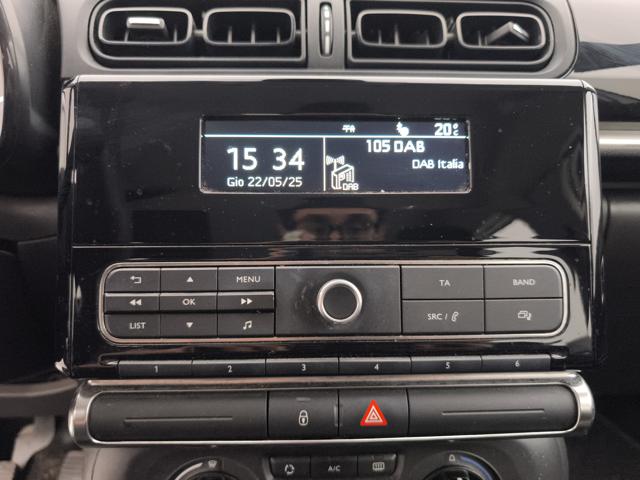 TA 20°C
15 34
105 DAB
DAB Italia
DAB
Gio 22/05/25
MENU
TA
BAND
OK
LIST
SRC /
1 2 3 4 5 6
A/C